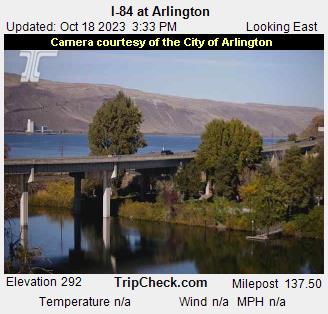 I-84 at Arlington
Updated: Oct 18 2023 3:33 PM Looking East
Camera courtesy of the City of Arlington
Elevation 292 TripCheck.com Milepost 137.50
Temperature n/a Wind n/a MPH n/a